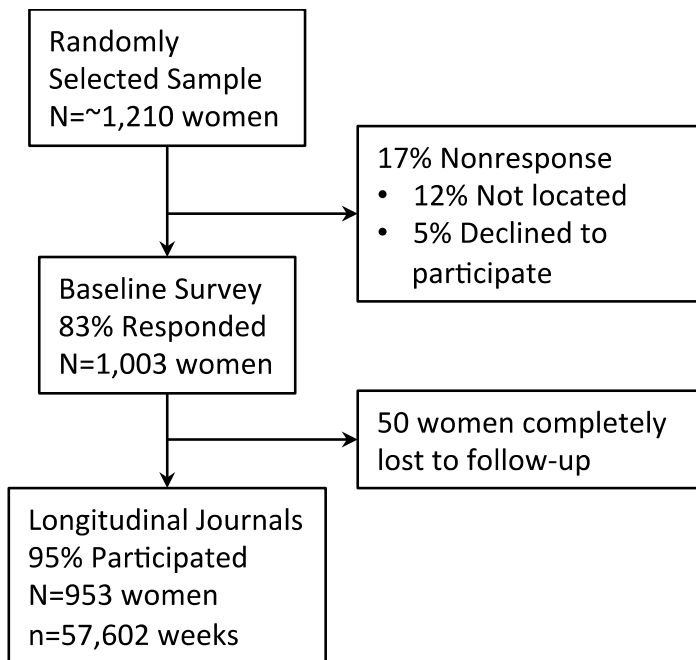 Randomly
Selected Sample
N=~1,210 women
17% Nonresponse
• 12% Not located
• 5% Declined to
participate
Baseline Survey
83% Responded
N=1,003 women
50 women completely
lost to follow-up
Longitudinal Journals
95% Participated
N=953 women
n=57,602 weeks